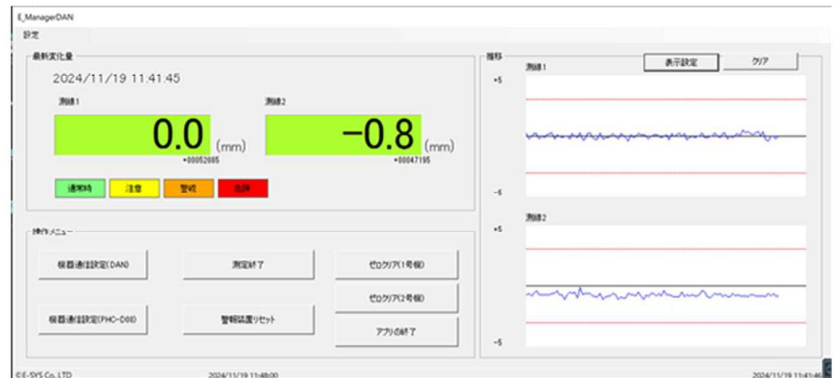 E_ManagerDAN
設定
最新変化量
2024/11/19 11:41:45
測線1
測線2
0.0 (mm)
-0.8 (mm)
+00052085
+00047195
通常時
注意
警戒
危険
操作メニュー
機器通信設定(DAN)
測定終了
ゼロクリア(1号機)
ゼロクリア(2号機)
機器通信設定(PHC-D08)
警報装置リセット
アプリの終了
推移
表示設定
クリア
測線1
+5
-5
測線2
+5
-5
©E-SYS Co., LTD
2024/11/19 11:48:00
2024/11/19 11:41:46